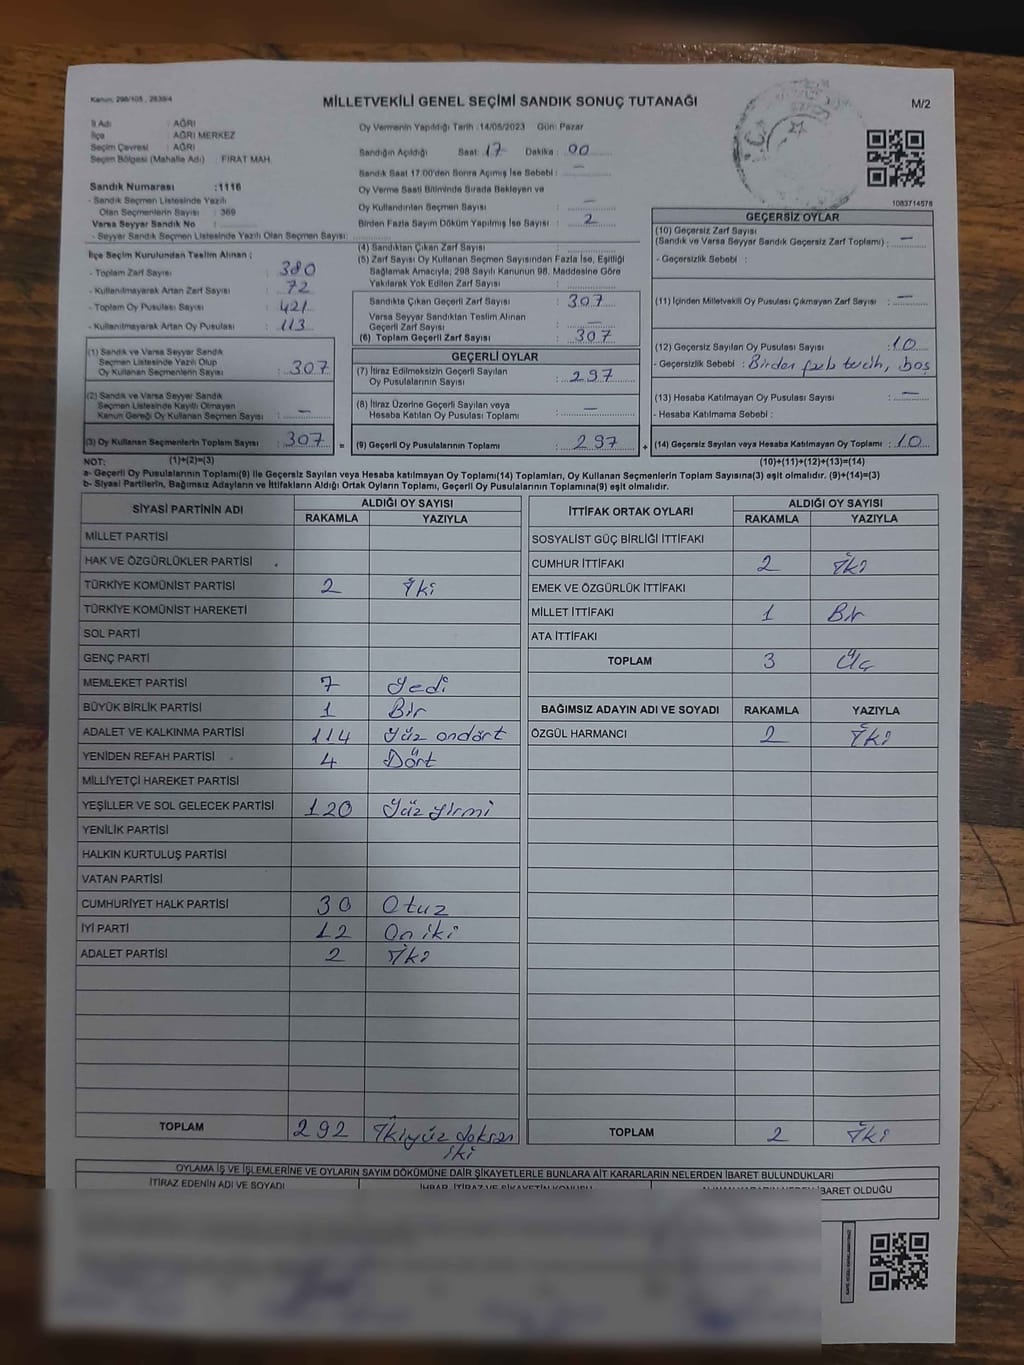 Kanun: 298/105 , 2839/4
MİLLETVEKİLİ GENEL SEÇİMİ SANDIK SONUÇ TUTANAĞI
M/2
İl Adı : AĞRI
İlçe : AĞRI MERKEZ
Seçim Çevresi : AĞRI
Seçim Bölgesi (Mahalle Adı) FIRAT MAH.
Sandık Numarası :1116
- Sandık Seçmen Listesinde Yazılı
Olan Seçmenlerin Sayısı : 369
Varsa Seyyar Sandık No :
- Seyyar Sandık Seçmen Listesinde Yazılı Olan Seçmen Sayısı:
Oy Vermenin Yapıldığı Tarih :14/05/2023 Gün: Pazar
Sandığın Açıldığı Saat: 17 Dakika : 00
Sandık Saat 17.00'den Sonra Açılmış İse Sebebi : —
Oy Verme Saati Bitiminde Sırada Bekleyen ve
Oy Kullandırılan Seçmen Sayısı : —
Birden Fazla Sayım Döküm Yapılmış İse Sayısı : 2
1083714578
İlçe Seçim Kurulundan Teslim Alınan ;
- Toplam Zarf Sayısı : 380
- Kullanılmayarak Artan Zarf Sayısı : 72
- Toplam Oy Pusulası Sayısı : 421
- Kullanılmayarak Artan Oy Pusulası : 113
(1) Sandık ve Varsa Seyyar Sandık
Seçmen Listesinde Yazılı Olup
Oy Kullanan Seçmenlerin Sayısı : 307
(2) Sandık ve Varsa Seyyar Sandık
Seçmen Listesinde Kayıtlı Olmayan
Kanun Gereği Oy Kullanan Seçmen Sayısı : —
(3) Oy Kullanan Seçmenlerin Toplam Sayısı : 307 =
(4) Sandıktan Çıkan Zarf Sayısı :
(5) Zarf Sayısı Oy Kullanan Seçmen Sayısından Fazla İse, Eşitliği
Sağlamak Amacıyla, 298 Sayılı Kanunun 98. Maddesine Göre
Yakılarak Yok Edilen Zarf Sayısı :
Sandıkta Çıkan Geçerli Zarf Sayısı : 307
Varsa Seyyar Sandıktan Teslim Alınan
Geçerli Zarf Sayısı : —
(6) Toplam Geçerli Zarf Sayısı : 307
GEÇERLİ OYLAR
(7) İtiraz Edilmeksizin Geçerli Sayılan
Oy Pusulalarının Sayısı : 297
(8) İtiraz Üzerine Geçerli Sayılan veya
Hesaba Katılan Oy Pusulası Toplamı : —
(9) Geçerli Oy Pusulalarının Toplamı : 297 +
GEÇERSİZ OYLAR
(10) Geçersiz Zarf Sayısı
(Sandık ve Varsa Seyyar Sandık Geçersiz Zarf Toplamı) : —
- Geçersizlik Sebebi :
(11) İçinden Milletvekili Oy Pusulası Çıkmayan Zarf Sayısı : —
(12) Geçersiz Sayılan Oy Pusulası Sayısı : 10
- Geçersizlik Sebebi : Birden fazla tercih, boş
(13) Hesaba Katılmayan Oy Pusulası Sayısı : —
- Hesaba Katılmama Sebebi :
(14) Geçersiz Sayılan veya Hesaba Katılmayan Oy Toplamı : 10
NOT: (1)+(2)=(3) (10)+(11)+(12)+(13)=(14)
a- Geçerli Oy Pusulalarının Toplamı(9) ile Geçersiz Sayılan veya Hesaba katılmayan Oy Toplamı(14) Toplamları, Oy Kullanan Seçmenlerin Toplam Sayısına(3) eşit olmalıdır. (9)+(14)=(3)
b- Siyasi Partilerin, Bağımsız Adayların ve İttifakların Aldığı Ortak Oyların Toplamı, Geçerli Oy Pusulalarının Toplamına(9) eşit olmalıdır.
SİYASİ PARTİNİN ADI ALDIĞI OY SAYISI
RAKAMLA YAZIYLA
MİLLET PARTİSİ
HAK VE ÖZGÜRLÜKLER PARTİSİ
TÜRKİYE KOMÜNİST PARTİSİ 2 İki
TÜRKİYE KOMÜNİST HAREKETİ
SOL PARTİ
GENÇ PARTİ
MEMLEKET PARTİSİ 7 Yedi
BÜYÜK BİRLİK PARTİSİ 1 Bir
ADALET VE KALKINMA PARTİSİ 114 Yüz ondört
YENİDEN REFAH PARTİSİ 4 Dört
MİLLİYETÇİ HAREKET PARTİSİ
YEŞİLLER VE SOL GELECEK PARTİSİ 120 Yüz yirmi
YENİLİK PARTİSİ
HALKIN KURTULUŞ PARTİSİ
VATAN PARTİSİ
CUMHURİYET HALK PARTİSİ 30 Otuz
İYİ PARTİ 12 On iki
ADALET PARTİSİ 2 İki
TOPLAM 292 İkiyüz doksan
iki
İTTİFAK ORTAK OYLARI ALDIĞI OY SAYISI
RAKAMLA YAZIYLA
SOSYALİST GÜÇ BİRLİĞİ İTTİFAKI
CUMHUR İTTİFAKI 2 İki
EMEK VE ÖZGÜRLÜK İTTİFAKI
MİLLET İTTİFAKI 1 Bir
ATA İTTİFAKI
TOPLAM 3 Üç
BAĞIMSIZ ADAYIN ADI VE SOYADI RAKAMLA YAZIYLA
ÖZGÜL HARMANCI 2 İki
TOPLAM 2 İki
OYLAMA İŞ VE İŞLEMLERİNE VE OYLARIN SAYIM DÖKÜMÜNE DAİR ŞİKAYETLERLE BUNLARA AİT KARARLARIN NELERDEN İBARET BULUNDUKLARI
İTİRAZ EDENİN ADI VE SOYADI İHBAR, İTİRAZ VE ŞİKAYETİN KONUSU ALINAN KARARIN NEDEN İBARET OLDUĞU